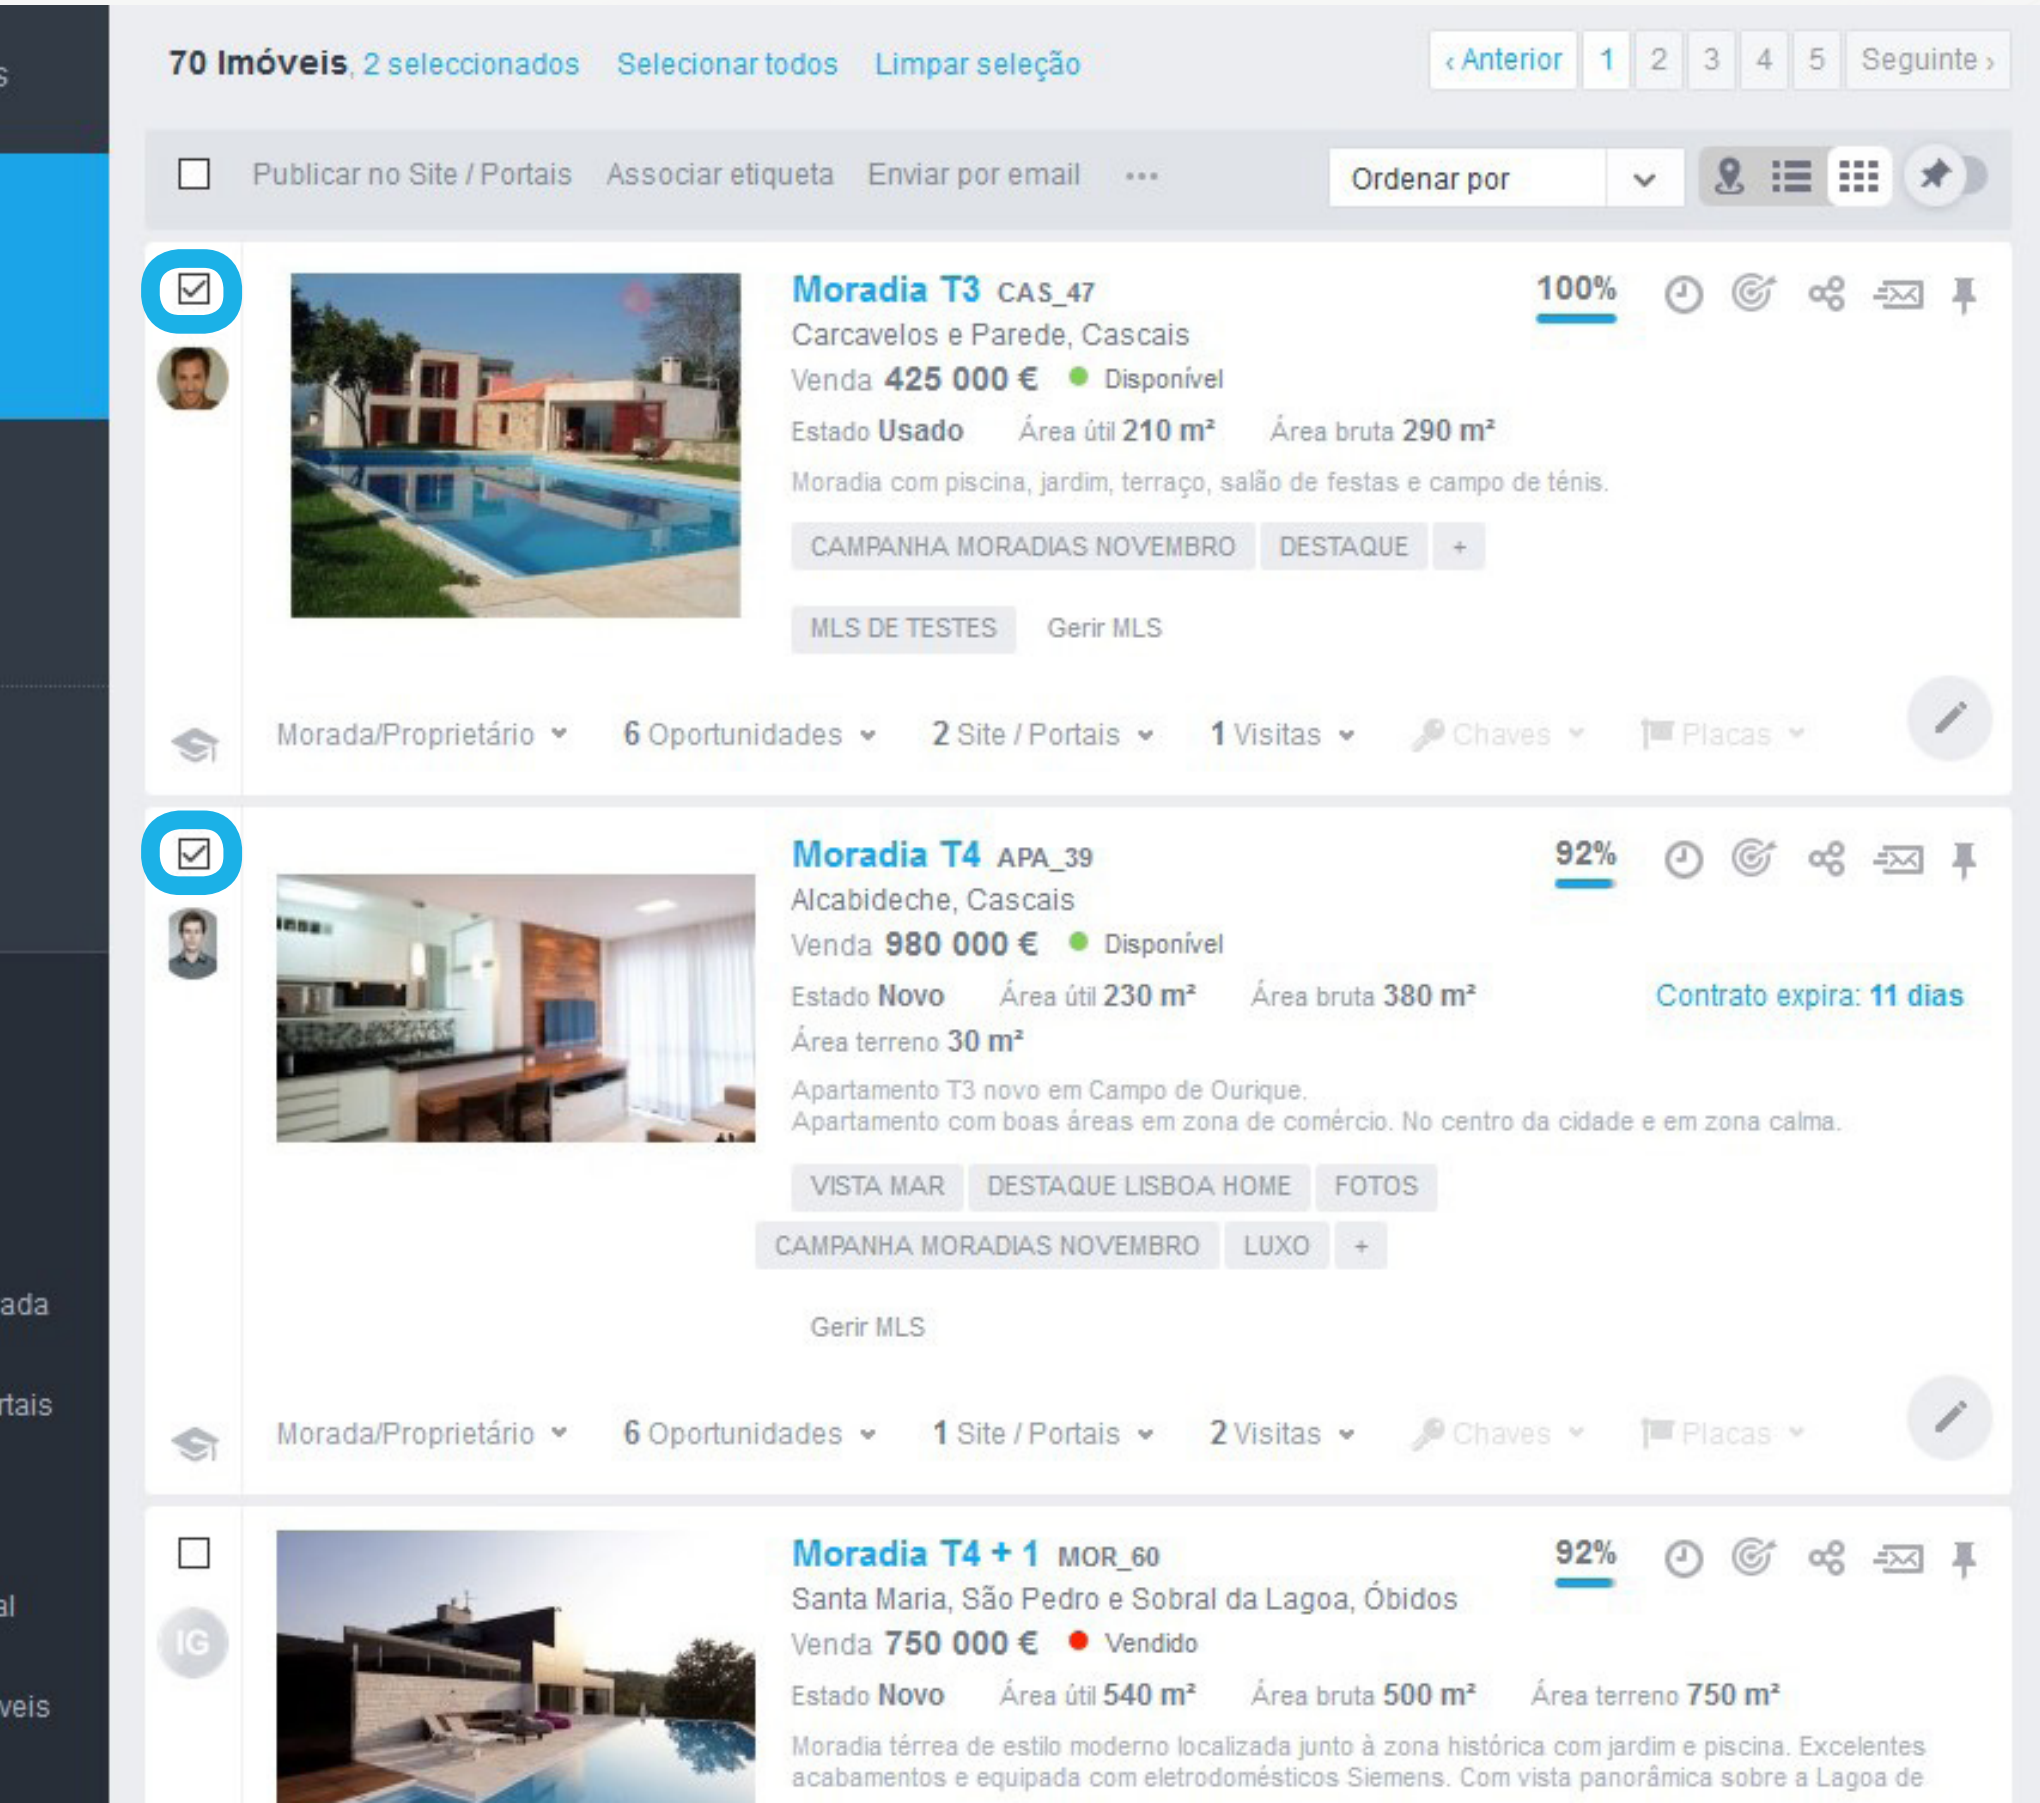 s
70 Imóveis, 2 seleccionados Selecionar todos Limpar seleção
‹ Anterior 1 2 3 4 5 Seguinte ›
Publicar no Site / Portais Associar etiqueta Enviar por email ...
Ordenar por
Moradia T3 CAS_47
100%
Carcavelos e Parede, Cascais
Venda 425 000 € Disponível
Estado Usado Área útil 210 m² Área bruta 290 m²
Moradia com piscina, jardim, terraço, salão de festas e campo de ténis.
CAMPANHA MORADIAS NOVEMBRO DESTAQUE +
MLS DE TESTES Gerir MLS
Morada/Proprietário 6 Oportunidades 2 Site / Portais 1 Visitas Chaves Placas
Moradia T4 APA_39
92%
Alcabideche, Cascais
Venda 980 000 € Disponível
Estado Novo Área útil 230 m² Área bruta 380 m²
Contrato expira: 11 dias
Área terreno 30 m²
Apartamento T3 novo em Campo de Ourique.
Apartamento com boas áreas em zona de comércio. No centro da cidade e em zona calma.
VISTA MAR DESTAQUE LISBOA HOME FOTOS
CAMPANHA MORADIAS NOVEMBRO LUXO +
Gerir MLS
Morada/Proprietário 6 Oportunidades 1 Site / Portais 2 Visitas Chaves Placas
ada
rtais
al
veis
Moradia T4 + 1 MOR_60
92%
IG
Santa Maria, São Pedro e Sobral da Lagoa, Óbidos
Venda 750 000 € Vendido
Estado Novo Área útil 540 m² Área bruta 500 m² Área terreno 750 m²
Moradia térrea de estilo moderno localizada junto à zona histórica com jardim e piscina. Excelentes
acabamentos e equipada com eletrodomésticos Siemens. Com vista panorâmica sobre a Lagoa de